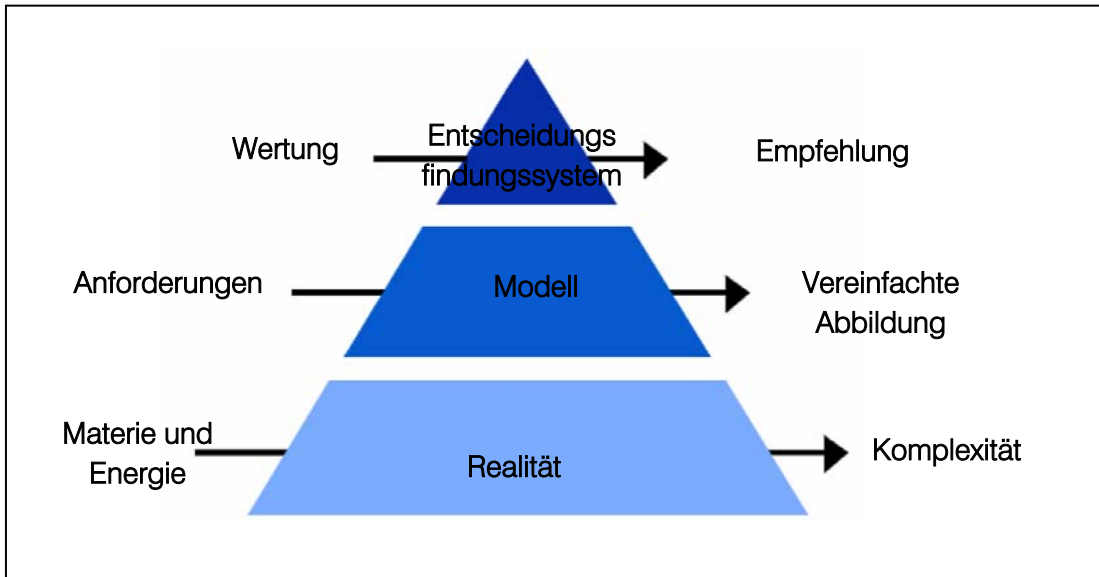 Wertung
Entscheidungs
findungssystem
Empfehlung
Anforderungen
Modell
Vereinfachte
Abbildung
Materie und
Energie
Realität
Komplexität